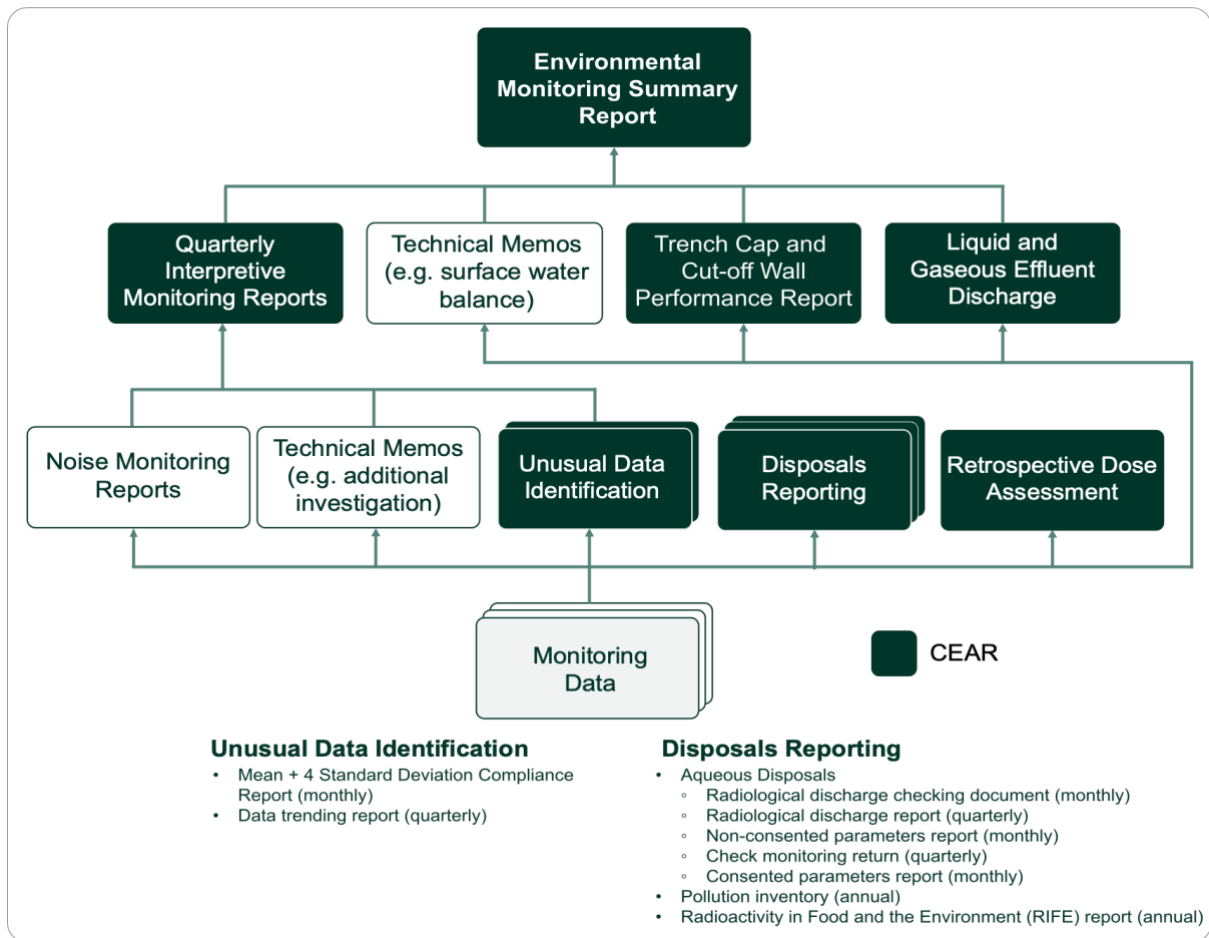 Environmental
Monitoring Summary
Report
Quarterly
Interpretive
Monitoring Reports
Technical Memos
(e.g. surface water
balance)
Trench Cap and
Cut-off Wall
Performance Report
Liquid and
Gaseous Effluent
Discharge
Noise Monitoring
Reports
Technical Memos
(e.g. additional
investigation)
Unusual Data
Identification
Disposals
Reporting
Retrospective Dose
Assessment
Monitoring
Data
CEAR
Unusual Data Identification
• Mean + 4 Standard Deviation Compliance
Report (monthly)
• Data trending report (quarterly)
Disposals Reporting
• Aqueous Disposals
◦ Radiological discharge checking document (monthly)
◦ Radiological discharge report (quarterly)
◦ Non-consented parameters report (monthly)
◦ Check monitoring return (quarterly)
◦ Consented parameters report (monthly)
• Pollution inventory (annual)
• Radioactivity in Food and the Environment (RIFE) report (annual)